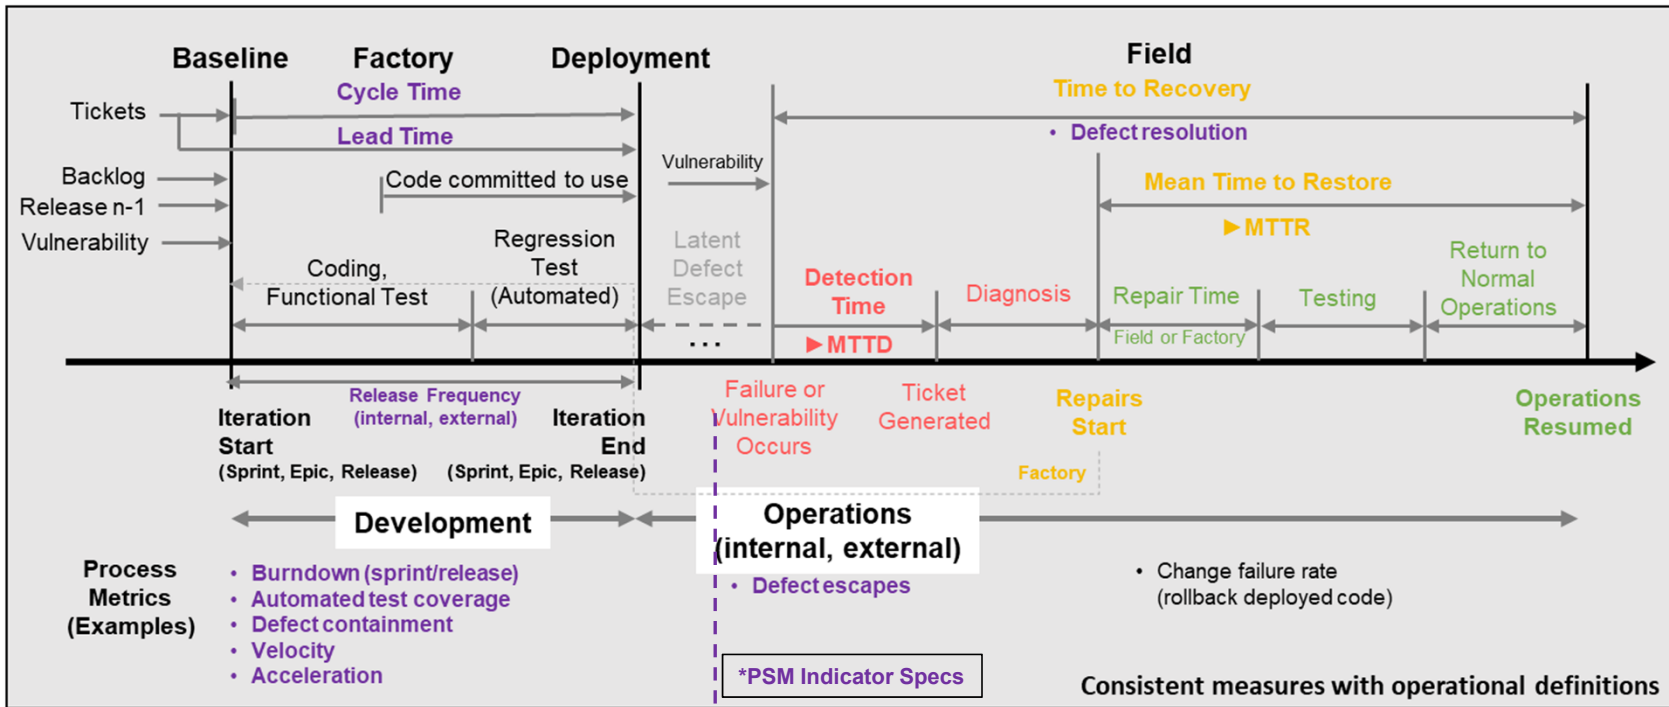 Baseline
Factory
Deployment
Field
Cycle Time
Time to Recovery
Tickets
Lead Time
• Defect resolution
Vulnerability
Backlog
Code committed to use
Mean Time to Restore
Release n-1
►MTTR
Vulnerability
Regression
Test
(Automated)
Coding,
Functional Test
Latent
Defect
Escape
...
Detection
Time
►MTTD
Diagnosis
Repair Time
Field or Factory
Testing
Return to
Normal
Operations
Release Frequency
(internal, external)
Iteration
Start
(Sprint, Epic, Release)
Iteration
End
(Sprint, Epic, Release)
Failure or
Vulnerability
Occurs
Ticket
Generated
Repairs
Start
Operations
Resumed
Factory
Development
Operations
(internal, external)
Process
Metrics
(Examples)
• Burndown (sprint/release)
• Automated test coverage
• Defect containment
• Velocity
• Acceleration
• Defect escapes
• Change failure rate
(rollback deployed code)
*PSM Indicator Specs
Consistent measures with operational definitions